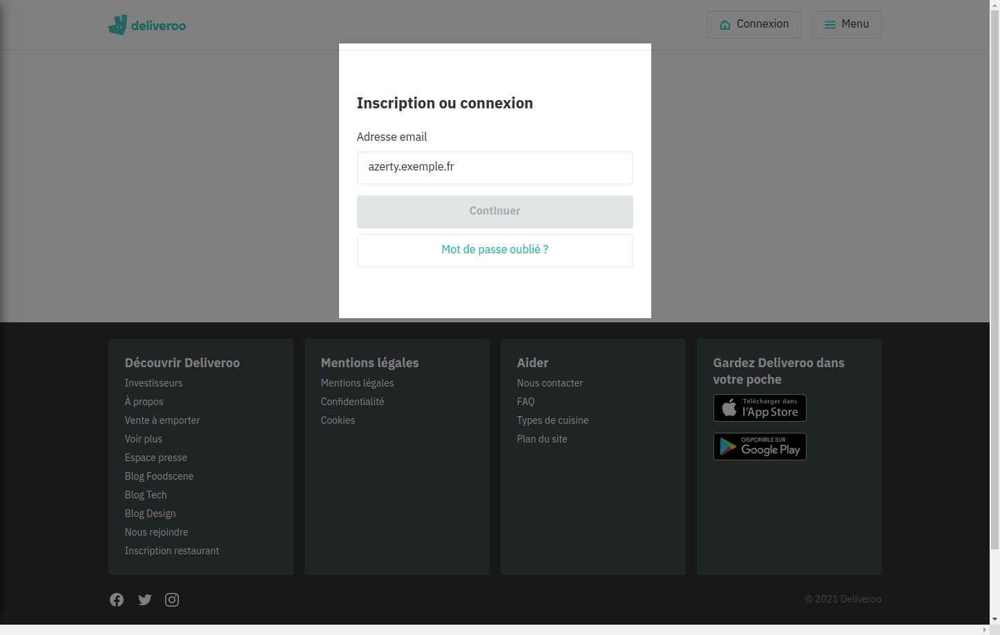 deliveroo
Connexion
Menu
Inscription ou connexion
Adresse email
azerty.exemple.fr
Continuer
Mot de passe oublié ?
Découvrir Deliveroo
Investisseurs
À propos
Vente à emporter
Voir plus
Espace presse
Blog Foodscene
Blog Tech
Blog Design
Nous rejoindre
Inscription restaurant
Mentions légales
Mentions légales
Confidentialité
Cookies
Aider
Nous contacter
FAQ
Types de cuisine
Plan du site
Gardez Deliveroo dans
votre poche
Télécharger dans
l'App Store
DISPONIBLE SUR
Google Play
© 2021 Deliveroo